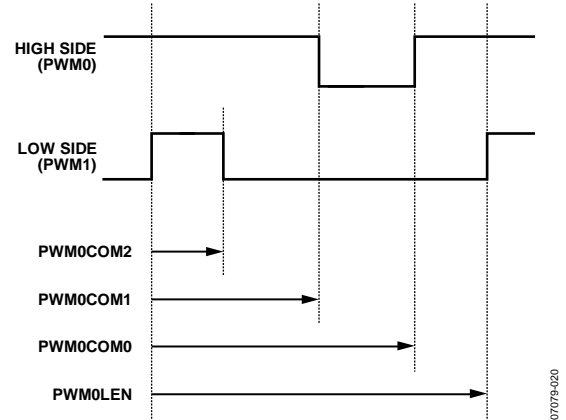 HIGH SIDE
(PWM0)
LOW SIDE
(PWM1)
PWM0COM2
PWM0COM1
PWM0COM0
PWM0LEN
07079-020